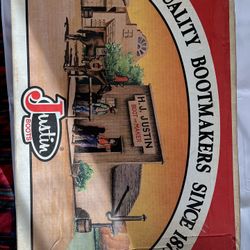 QUALITY BOOTMAKERS SINCE 18
H.J. JUSTIN
BOOT MAKER
Justin
BOOTS